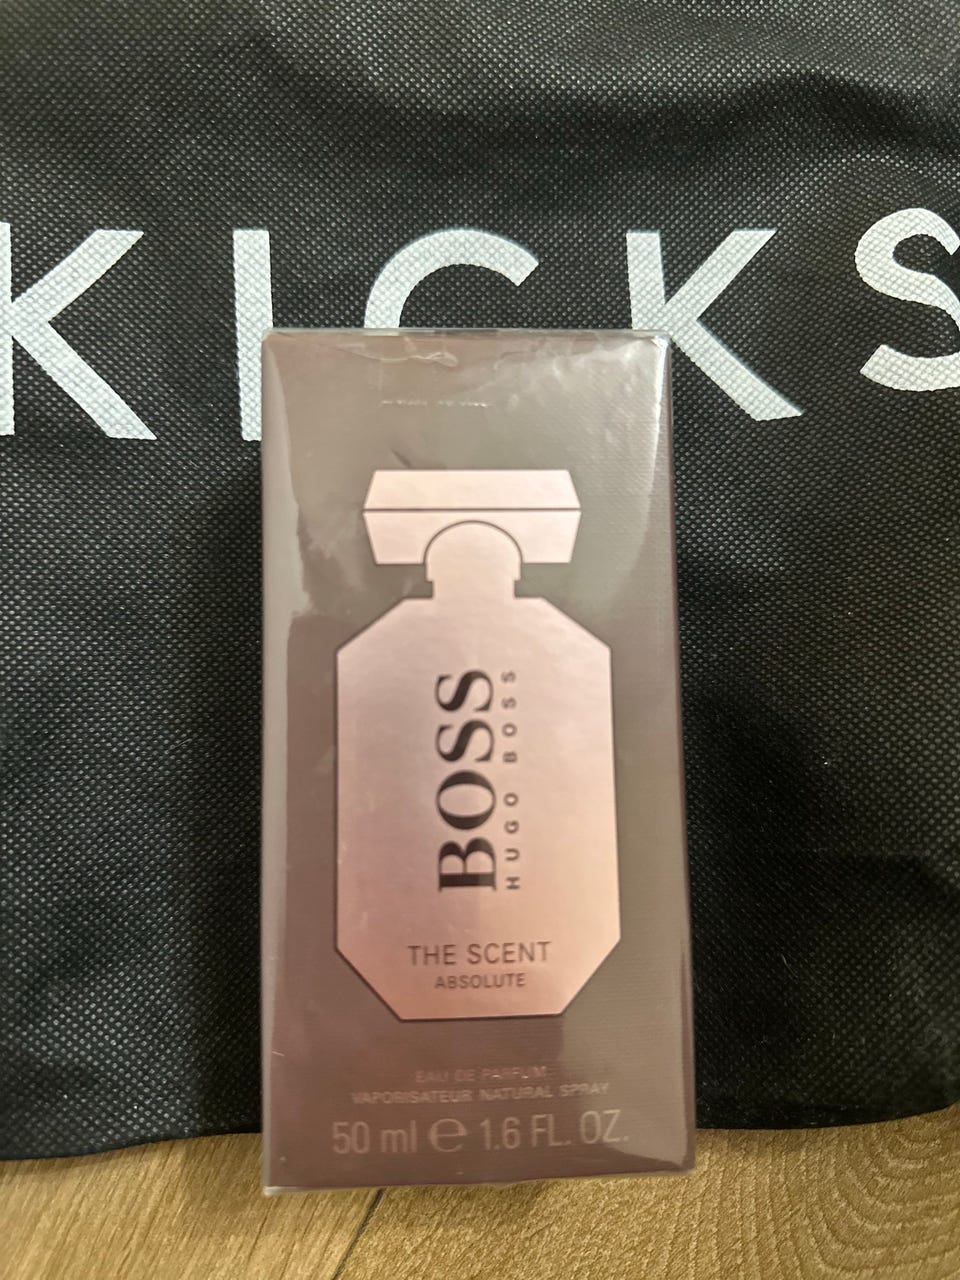 KICKS
BOSS
HUGO BOSS
THE SCENT
ABSOLUTE
EAU DE PARFUM
VAPORISATEUR NATURAL SPRAY
50 ml ℮ 1.6 FL. OZ.